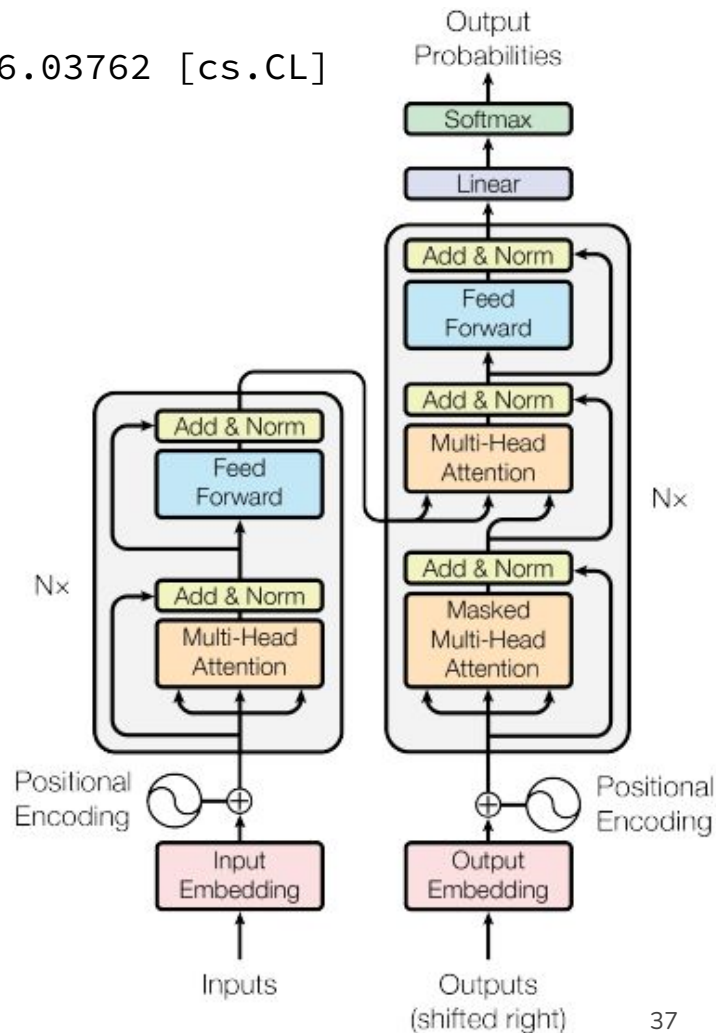 6.03762 [cs.CL]
Output
Probabilities
Softmax
Linear
Add & Norm
Feed
Forward
Add & Norm
Multi-Head
Attention
Add & Norm
Masked
Multi-Head
Attention
Nx
Add & Norm
Feed
Forward
Add & Norm
Multi-Head
Attention
Nx
Positional
Encoding
Positional
Encoding
Input
Embedding
Output
Embedding
Inputs
Outputs
(shifted right)
37